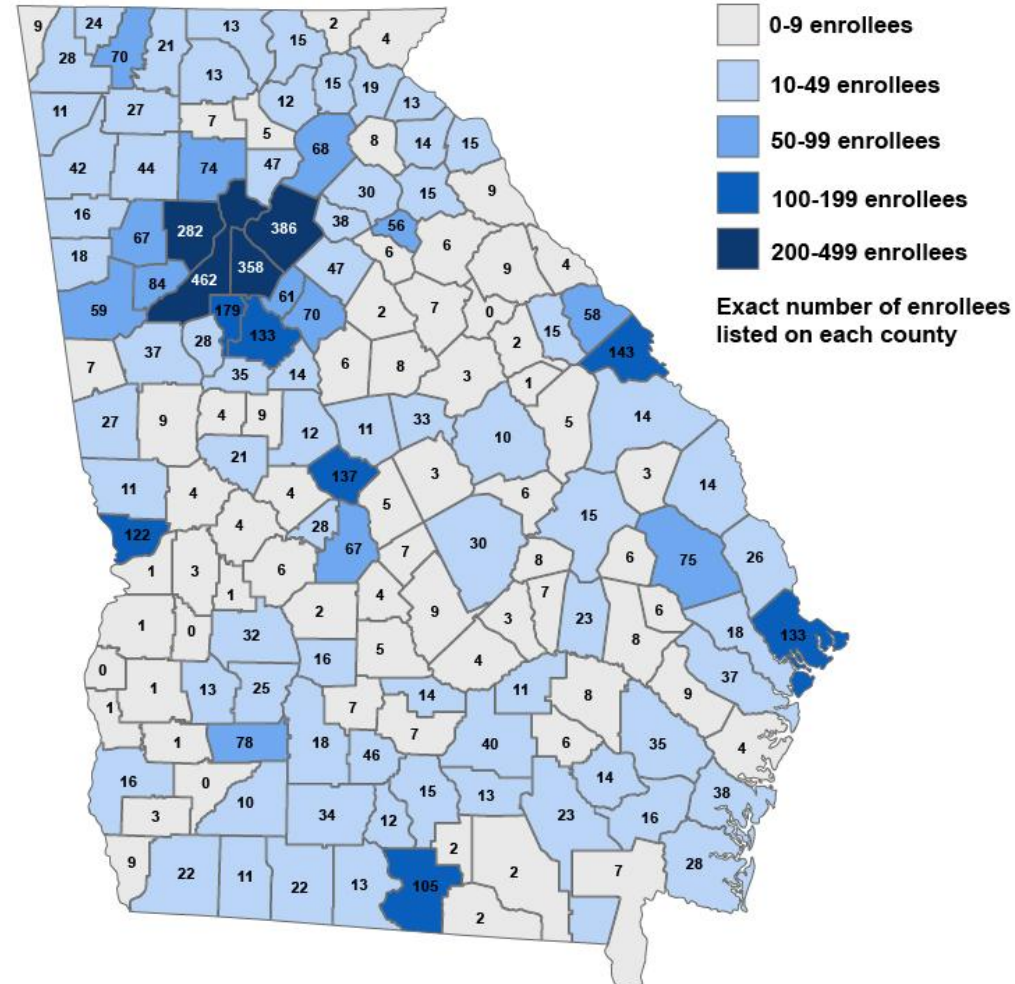 0-9 enrollees
10-49 enrollees
50-99 enrollees
100-199 enrollees
200-499 enrollees
Exact number of enrollees
listed on each county
9 24 13 2
15 4
28 70 21
13 15 19
12 13
11 27 7 5
68 8 14 15
42 44 74 47
30 15 9
16 38 56
67 282 386
18 6 6
358 47 9 4
84 462
59 61
179 70 2 7 0 58
133 15
28 2 143
37
7 35 14 6 8 3
1
27 9 4 9 12 11 33 10 5 14
21
11 4 4 137 3 3 14
6
122 4 28 5 15
67 7 30 8 6 75 26
1 3 6
1 4 7
1 0 32 2 9 3 23 6 18 133
8
16 5 4
0 37
1 13 25 14 11 8 9
1 7
1 78 18 7 40 6 35 4
46
16 0 15 13 14
10 38
3 34 12 23 16
9 2
22 11 22 13 105 2 7 28
2